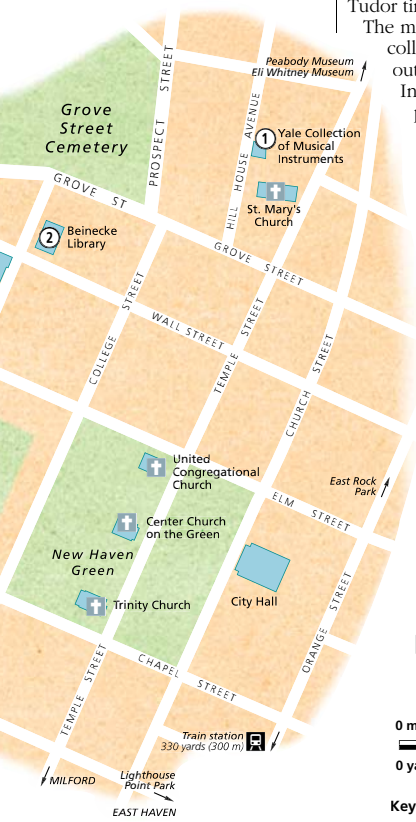 Tudor tin
The m
coll
out
In
Peabody Museum
Eli Whitney Museum
PROSPECT STREET
Grove
Street
Cemetery
HILL HOUSE AVENUE
1
Yale Collection
of Musical
Instruments
St. Mary's
Church
GROVE ST
2
Beinecke
Library
GROVE STREET
COLLEGE STREET
WALL STREET
TEMPLE STREET
CHURCH STREET
United
Congregational
Church
East Rock
Park
ELM STREET
Center Church
on the Green
New Haven
Green
City Hall
Trinity Church
ORANGE STREET
CHAPEL STREET
TEMPLE STREET
Train station
330 yards (300 m)
0 m
MILFORD
Lighthouse
Point Park
0 ya
EAST HAVEN
Key